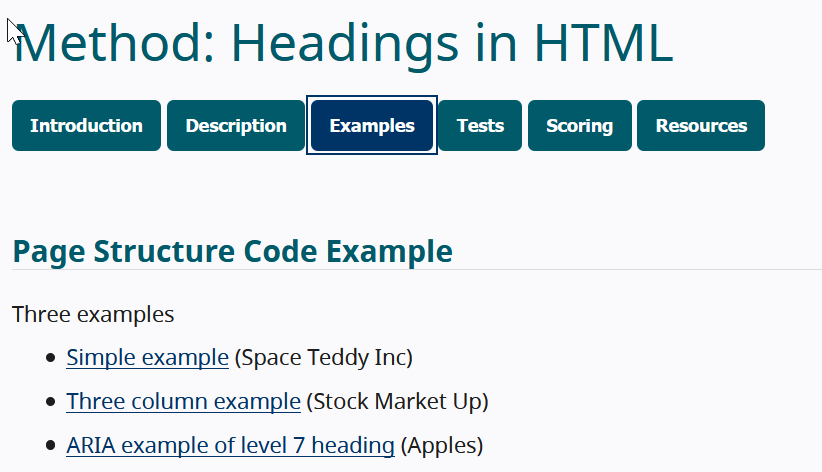 Method: Headings in HTML
Introduction Description Examples Tests Scoring Resources
Page Structure Code Example
Three examples
Simple example (Space Teddy Inc)
Three column example (Stock Market Up)
ARIA example of level 7 heading (Apples)